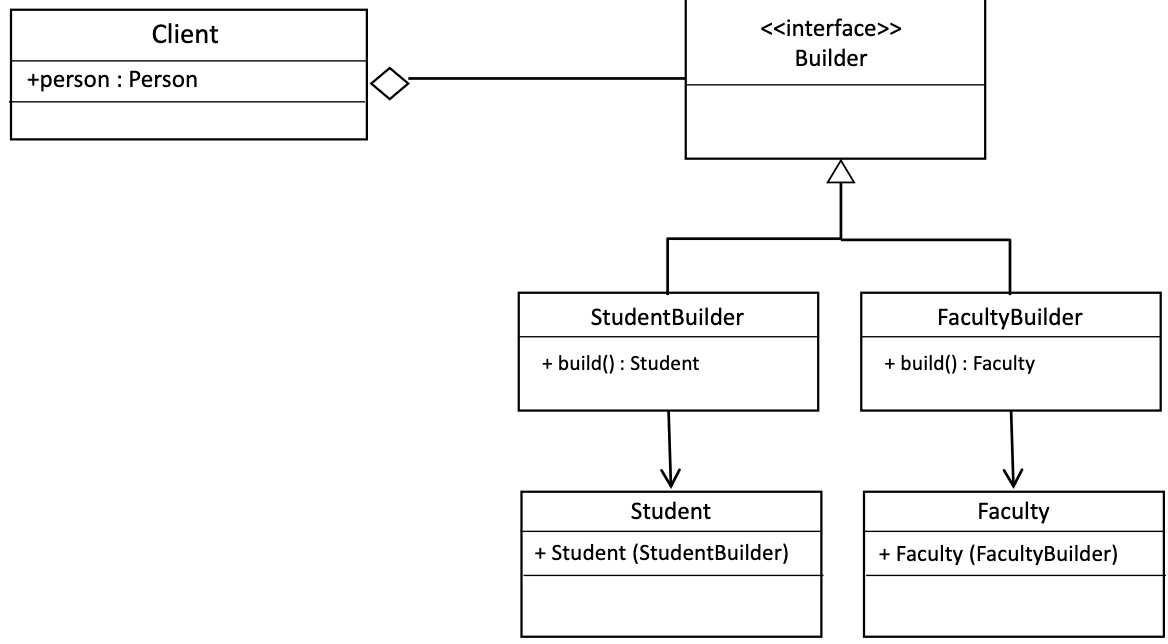 Client
+person : Person
<<interface>>
Builder
StudentBuilder
+ build() : Student
FacultyBuilder
+ build() : Faculty
Student
+ Student (StudentBuilder)
Faculty
+ Faculty (FacultyBuilder)